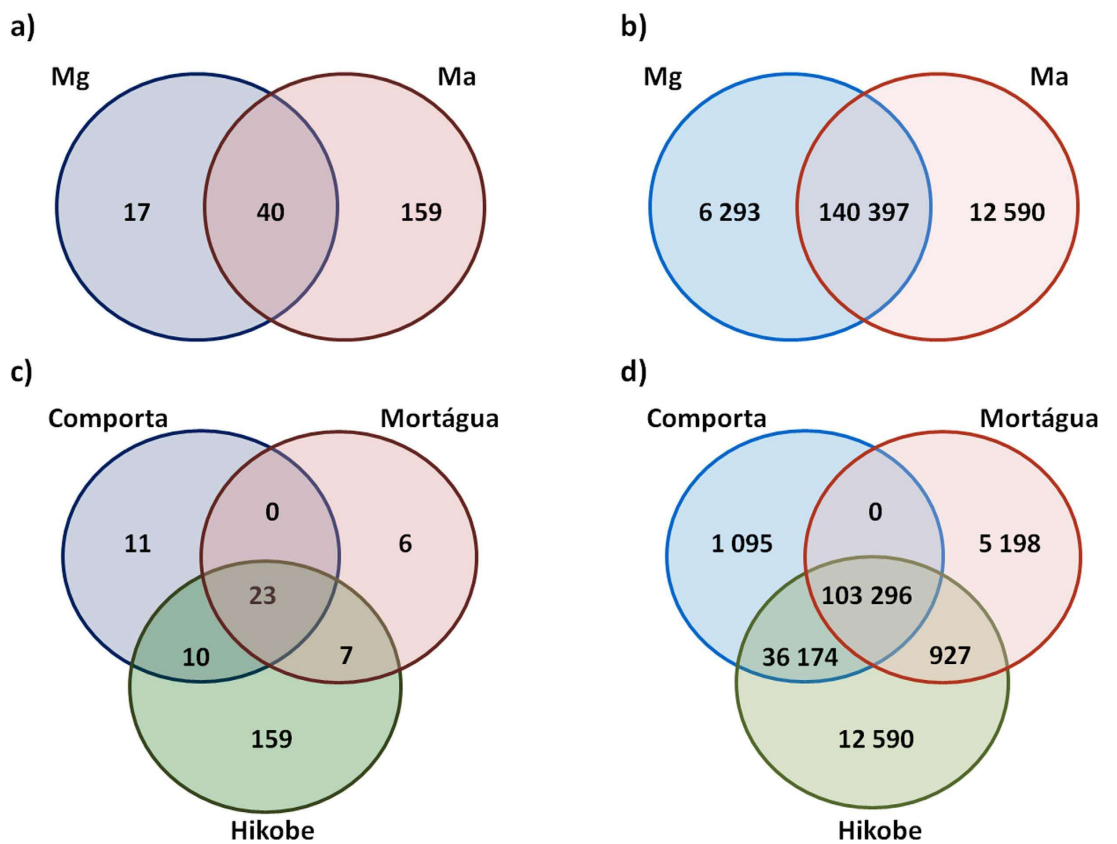 a)
Mg
Ma
17
40
159
b)
Mg
Ma
6 293
140 397
12 590
c)
Comporta
Mortágua
0
11
6
23
10
7
159
Hikobe
d)
Comporta
Mortágua
0
1 095
5 198
103 296
36 174
927
12 590
Hikobe